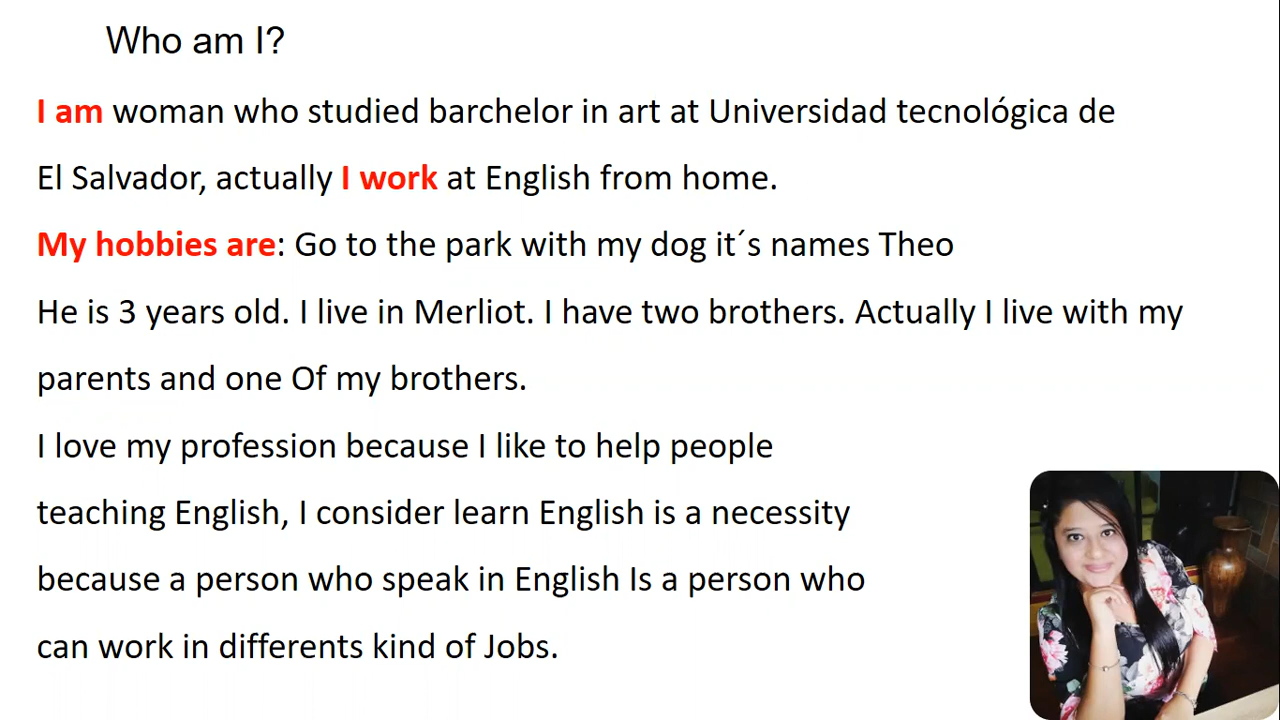 Who am I?
I am woman who studied barchelor in art at Universidad tecnológica de
El Salvador, actually I work at English from home.
My hobbies are: Go to the park with my dog it´s names Theo
He is 3 years old. I live in Merliot. I have two brothers. Actually I live with my
parents and one Of my brothers.
I love my profession because I like to help people
teaching English, I consider learn English is a necessity
because a person who speak in English Is a person who
can work in differents kind of Jobs.